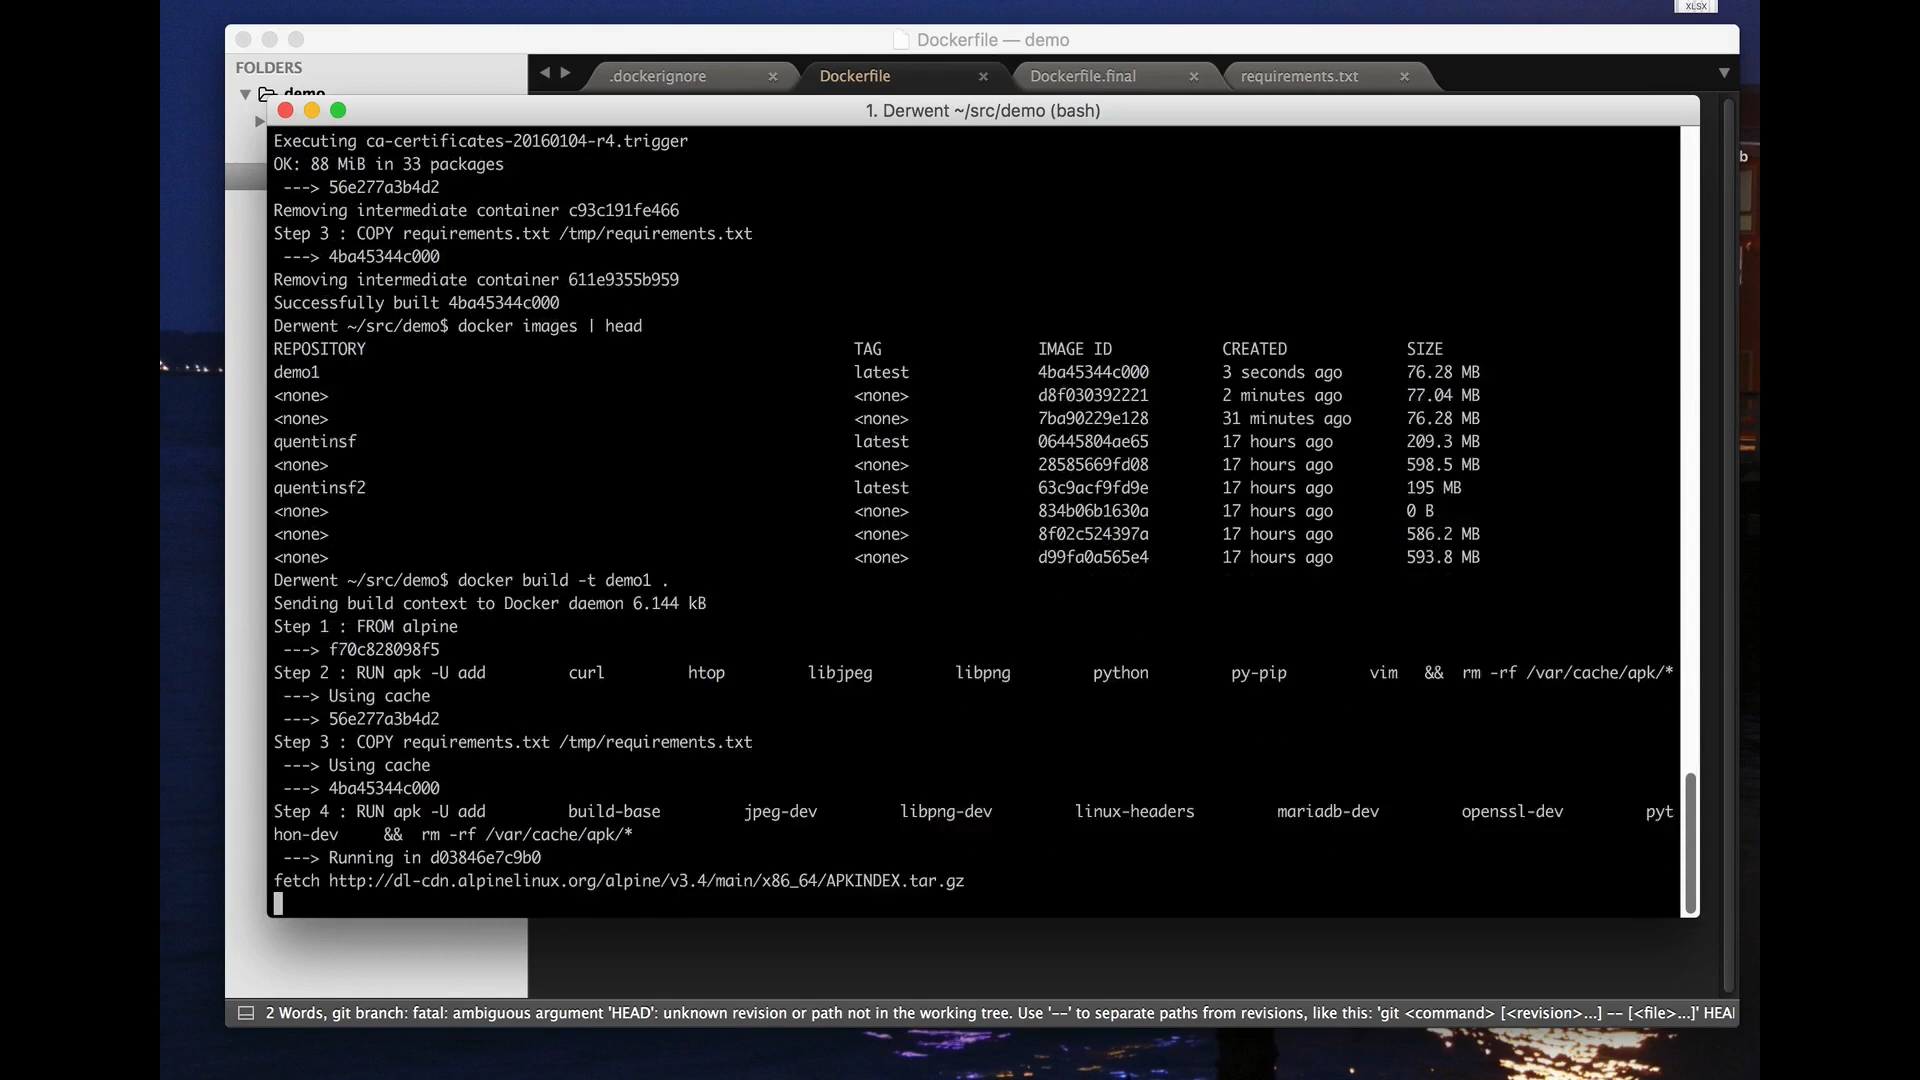 XLSX
Dockerfile — demo
FOLDERS
.dockerignore
Dockerfile
Dockerfile.final
requirements.txt
demo
1. Derwent ~/src/demo (bash)
Executing ca-certificates-20160104-r4.trigger
OK: 88 MiB in 33 packages
---> 56e277a3b4d2
Removing intermediate container c93c191fe466
Step 3 : COPY requirements.txt /tmp/requirements.txt
---> 4ba45344c000
Removing intermediate container 611e9355b959
Successfully built 4ba45344c000
Derwent ~/src/demo$ docker images | head
REPOSITORY TAG IMAGE ID CREATED SIZE
demo1 latest 4ba45344c000 3 seconds ago 76.28 MB
<none> <none> d8f030392221 2 minutes ago 77.04 MB
<none> <none> 7ba90229e128 31 minutes ago 76.28 MB
quentinsf latest 06445804ae65 17 hours ago 209.3 MB
<none> <none> 28585669fd08 17 hours ago 598.5 MB
quentinsf2 latest 63c9acf9fd9e 17 hours ago 195 MB
<none> <none> 834b06b1630a 17 hours ago 0 B
<none> <none> 8f02c524397a 17 hours ago 586.2 MB
<none> <none> d99fa0a565e4 17 hours ago 593.8 MB
Derwent ~/src/demo$ docker build -t demo1 .
Sending build context to Docker daemon 6.144 kB
Step 1 : FROM alpine
---> f70c828098f5
Step 2 : RUN apk -U add curl htop libjpeg libpng python py-pip vim && rm -rf /var/cache/apk/*
---> Using cache
---> 56e277a3b4d2
Step 3 : COPY requirements.txt /tmp/requirements.txt
---> Using cache
---> 4ba45344c000
Step 4 : RUN apk -U add build-base jpeg-dev libpng-dev linux-headers mariadb-dev openssl-dev pyt
hon-dev && rm -rf /var/cache/apk/*
---> Running in d03846e7c9b0
fetch http://dl-cdn.alpinelinux.org/alpine/v3.4/main/x86_64/APKINDEX.tar.gz
2 Words, git branch: fatal: ambiguous argument 'HEAD': unknown revision or path not in the working tree. Use '--' to separate paths from revisions, like this: 'git <command> [<revision>...] -- [<file>...]' HEA